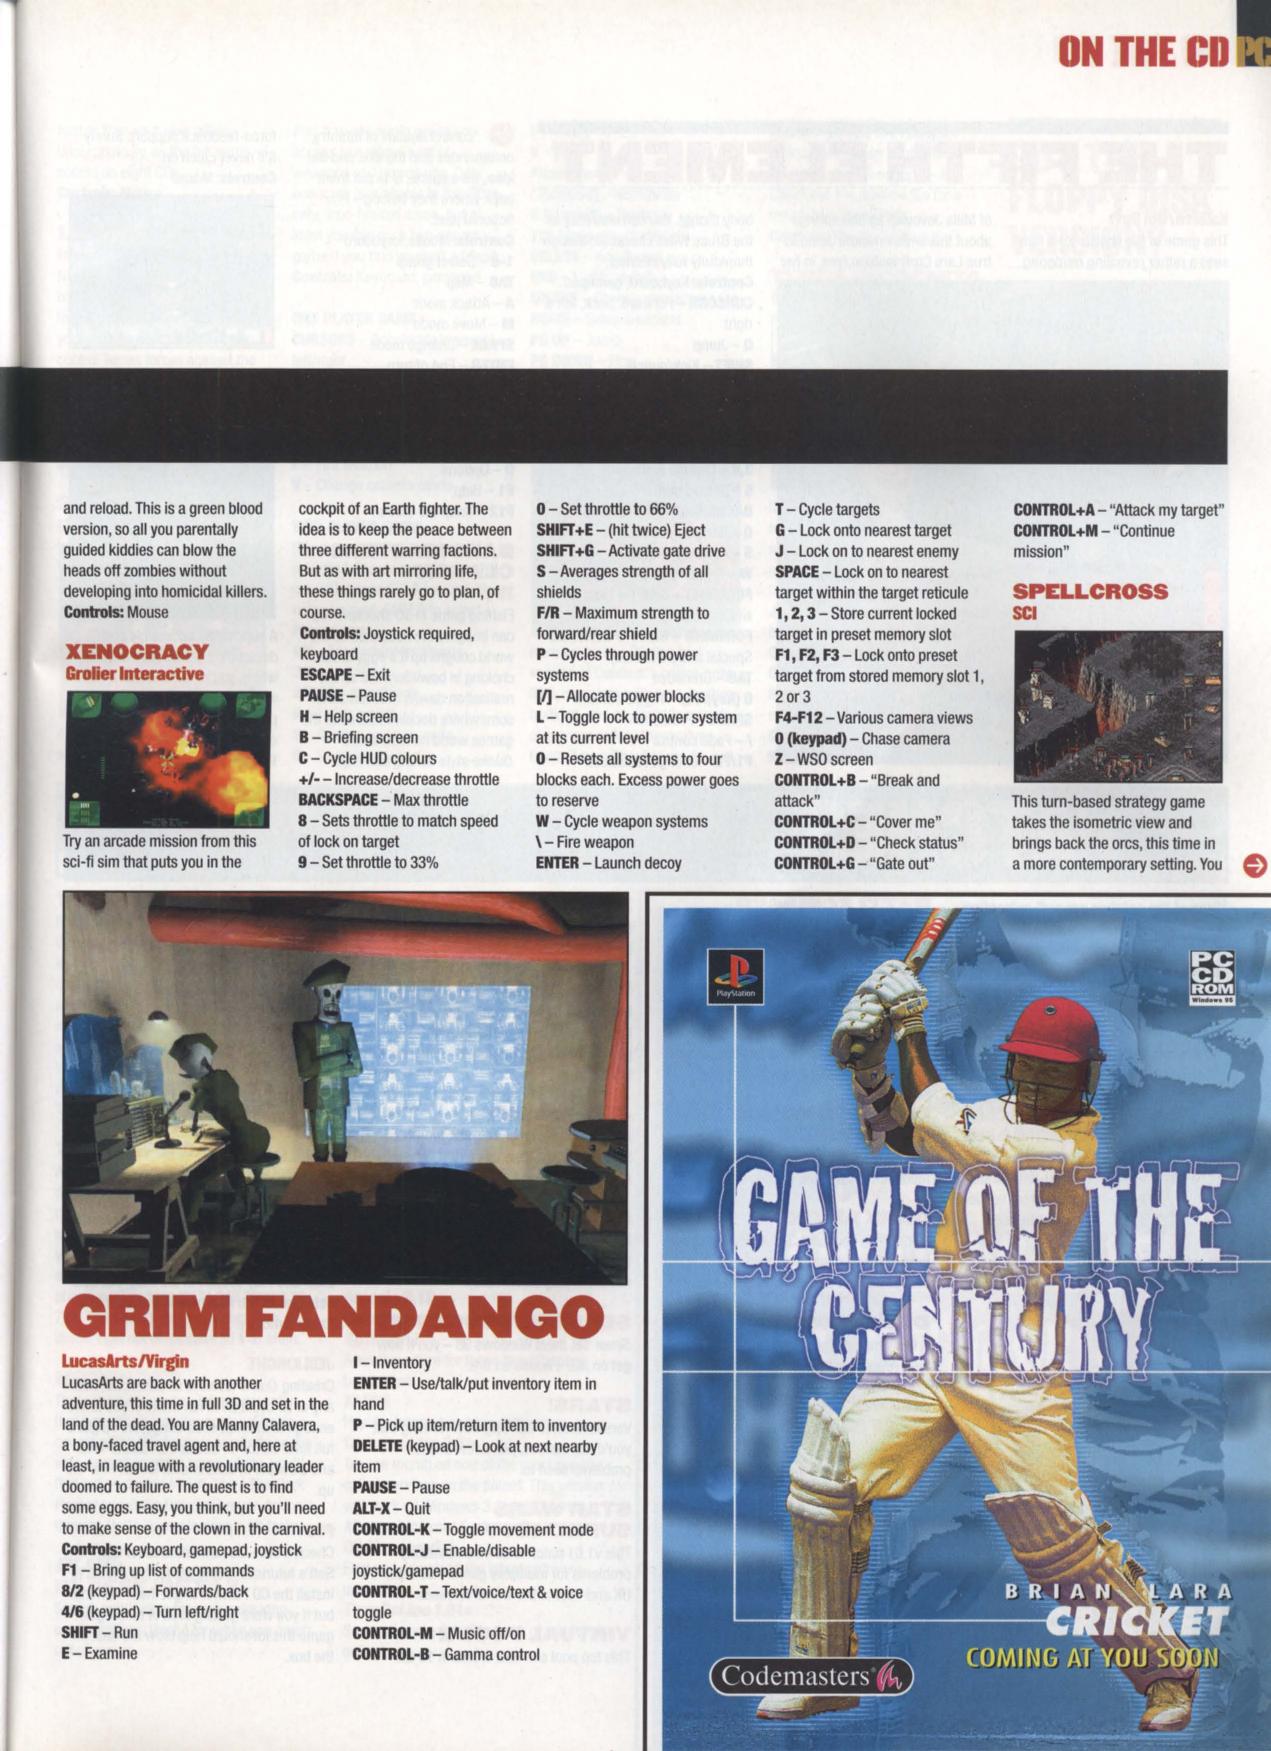 ON THE CD PC
and reload. This is a green blood
version, so all you parentally
guided kiddies can blow the
heads off zombies without
developing into homicidal killers.
Controls: Mouse
XENOCRACY
Grolier Interactive
Try an arcade mission from this
sci-fi sim that puts you in the
cockpit of an Earth fighter. The
idea is to keep the peace between
three different warring factions.
But as with art mirroring life,
these things rarely go to plan, of
course.
Controls: Joystick required,
keyboard
ESCAPE – Exit
PAUSE – Pause
H – Help screen
B – Briefing screen
C – Cycle HUD colours
+/– – Increase/decrease throttle
BACKSPACE – Max throttle
8 – Sets throttle to match speed
of lock on target
9 – Set throttle to 33%
0 – Set throttle to 66%
SHIFT+E – (hit twice) Eject
SHIFT+G – Activate gate drive
S – Averages strength of all
shields
F/R – Maximum strength to
forward/rear shield
P – Cycles through power
systems
[/] – Allocate power blocks
L – Toggle lock to power system
at its current level
0 – Resets all systems to four
blocks each. Excess power goes
to reserve
W – Cycle weapon systems
\ – Fire weapon
ENTER – Launch decoy
T – Cycle targets
G – Lock onto nearest target
J – Lock on to nearest enemy
SPACE – Lock on to nearest
target within the target reticule
1, 2, 3 – Store current locked
target in preset memory slot
F1, F2, F3 – Lock onto preset
target from stored memory slot 1,
2 or 3
F4-F12 – Various camera views
0 (keypad) – Chase camera
Z – WSO screen
CONTROL+B – “Break and
attack”
CONTROL+C – “Cover me”
CONTROL+D – “Check status”
CONTROL+G – “Gate out”
CONTROL+A – “Attack my target”
CONTROL+M – “Continue
mission”
SPELLCROSS
SCI
This turn-based strategy game
takes the isometric view and
brings back the orcs, this time in
a more contemporary setting. You
GRIM FANDANGO
LucasArts/Virgin
LucasArts are back with another
adventure, this time in full 3D and set in the
land of the dead. You are Manny Calavera,
a bony-faced travel agent and, here at
least, in league with a revolutionary leader
doomed to failure. The quest is to find
some eggs. Easy, you think, but you'll need
to make sense of the clown in the carnival.
Controls: Keyboard, gamepad, joystick
F1 – Bring up list of commands
8/2 (keypad) – Forwards/back
4/6 (keypad) – Turn left/right
SHIFT – Run
E – Examine
I – Inventory
ENTER – Use/talk/put inventory item in
hand
P – Pick up item/return item to inventory
DELETE (keypad) – Look at next nearby
item
PAUSE – Pause
ALT-X – Quit
CONTROL-K – Toggle movement mode
CONTROL-J – Enable/disable
joystick/gamepad
CONTROL-T – Text/voice/text & voice
toggle
CONTROL-M – Music off/on
CONTROL-B – Gamma control
PlayStation
PC
CD
ROM
Windows 95
GAME OF THE
CENTURY
BRIAN LARA
CRICKET
COMING AT YOU SOON
Codemasters